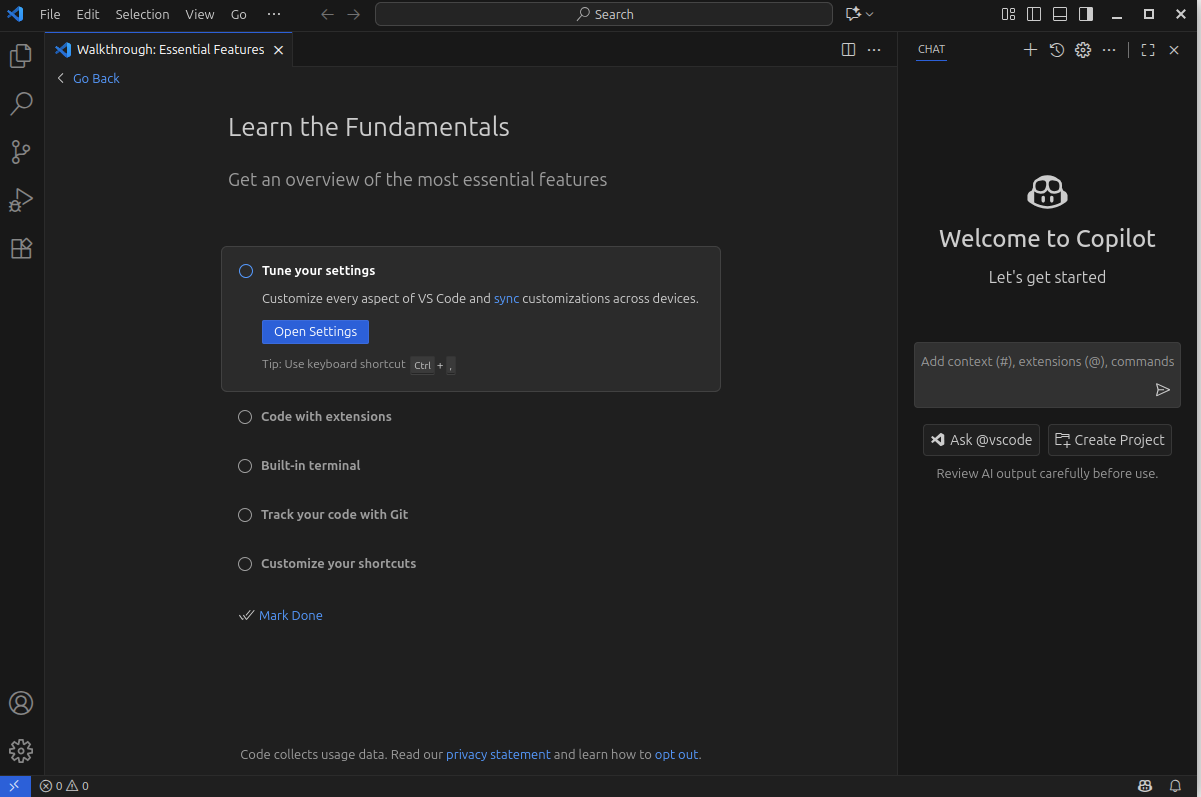 File Edit Selection View Go ··· Search
Walkthrough: Essential Features
Go Back
Learn the Fundamentals
Get an overview of the most essential features
Tune your settings
Customize every aspect of VS Code and sync customizations across devices.
Open Settings
Tip: Use keyboard shortcut Ctrl + ,
Code with extensions
Built-in terminal
Track your code with Git
Customize your shortcuts
Mark Done
Code collects usage data. Read our privacy statement and learn how to opt out.
CHAT
Welcome to Copilot
Let's get started
Add context (#), extensions (@), commands
Ask @vscode Create Project
Review AI output carefully before use.
0 0